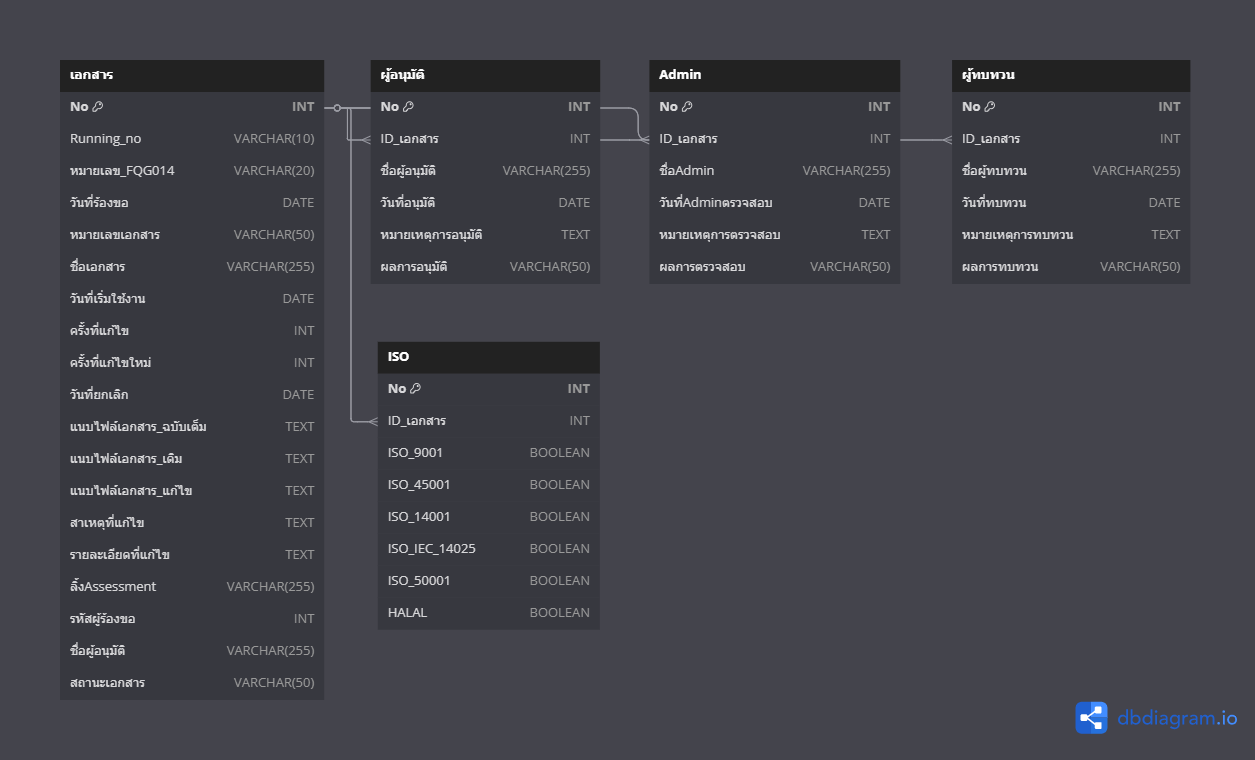 เอกสาร
No INT
Running_no VARCHAR(10)
หมายเลข_FQG014 VARCHAR(20)
วันที่ร้องขอ DATE
หมายเลขเอกสาร VARCHAR(50)
ชื่อเอกสาร VARCHAR(255)
วันที่เริ่มใช้งาน DATE
ครั้งที่แก้ไข INT
ครั้งที่แก้ไขใหม่ INT
วันที่ยกเลิก DATE
แนบไฟล์เอกสาร_ฉบับเต็ม TEXT
แนบไฟล์เอกสาร_เดิม TEXT
แนบไฟล์เอกสาร_แก้ไข TEXT
สาเหตุที่แก้ไข TEXT
รายละเอียดที่แก้ไข TEXT
ลิ้งAssessment VARCHAR(255)
รหัสผู้ร้องขอ INT
ชื่อผู้อนุมัติ VARCHAR(255)
สถานะเอกสาร VARCHAR(50)
ผู้อนุมัติ
No INT
ID_เอกสาร INT
ชื่อผู้อนุมัติ VARCHAR(255)
วันที่อนุมัติ DATE
หมายเหตุการอนุมัติ TEXT
ผลการอนุมัติ VARCHAR(50)
Admin
No INT
ID_เอกสาร INT
ชื่อAdmin VARCHAR(255)
วันที่Adminตรวจสอบ DATE
หมายเหตุการตรวจสอบ TEXT
ผลการตรวจสอบ VARCHAR(50)
ผู้ทบทวน
No INT
ID_เอกสาร INT
ชื่อผู้ทบทวน VARCHAR(255)
วันที่ทบทวน DATE
หมายเหตุการทบทวน TEXT
ผลการทบทวน VARCHAR(50)
ISO
No INT
ID_เอกสาร INT
ISO_9001 BOOLEAN
ISO_45001 BOOLEAN
ISO_14001 BOOLEAN
ISO_IEC_14025 BOOLEAN
ISO_50001 BOOLEAN
HALAL BOOLEAN
dbdiagram.io